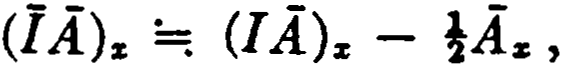 (ĪĀ)ₓ ≒ (IĀ)ₓ − ½Āₓ,